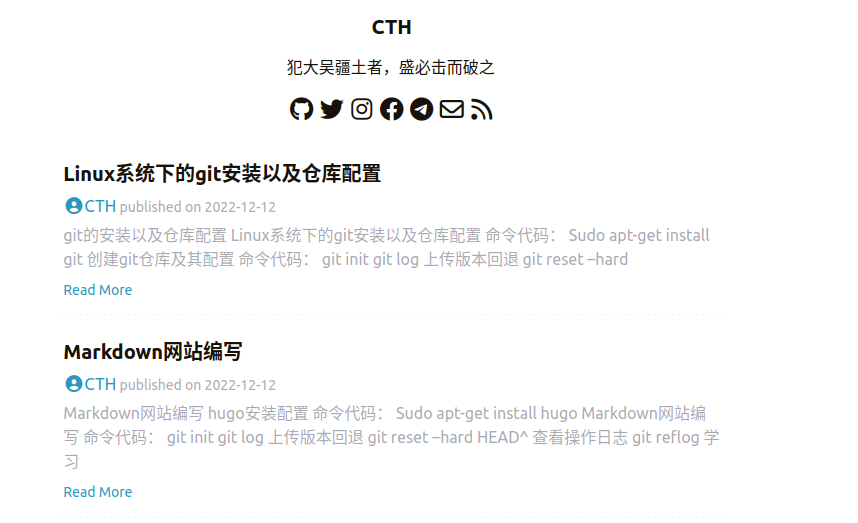 CTH
犯大吴疆土者，盛必击而破之
Linux系统下的git安装以及仓库配置
CTH published on 2022-12-12
git的安装以及仓库配置 Linux系统下的git安装以及仓库配置 命令代码： Sudo apt-get install
git 创建git仓库及其配置 命令代码： git init git log 上传版本回退 git reset –hard
Read More
Markdown网站编写
CTH published on 2022-12-12
Markdown网站编写 hugo安装配置 命令代码： Sudo apt-get install hugo Markdown网站编
写 命令代码： git init git log 上传版本回退 git reset –hard HEAD^ 查看操作日志 git reflog 学
习
Read More